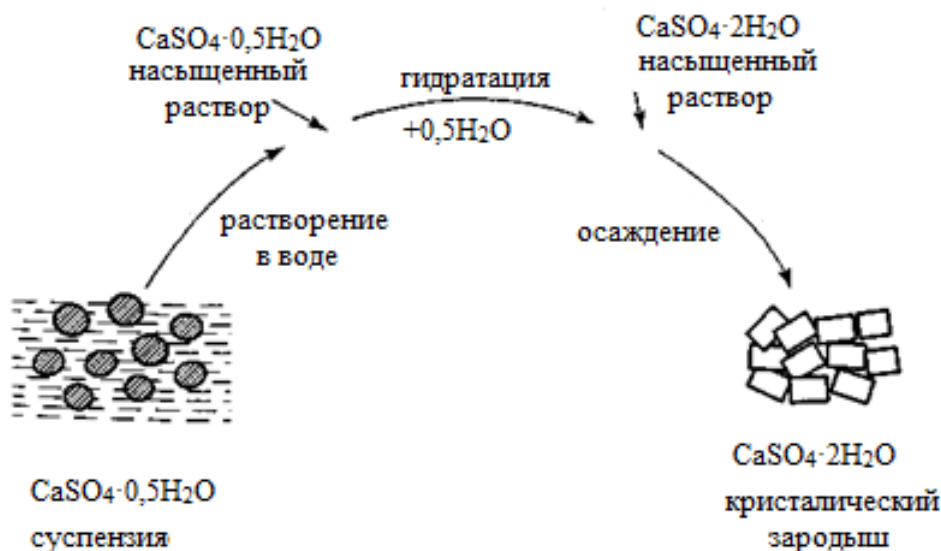 CaSO4·0,5H2O
насыщенный
раствор
гидратация
+0,5H2O
CaSO4·2H2O
насыщенный
раствор
растворение
в воде
осаждение
CaSO4·0,5H2O
суспензия
CaSO4·2H2O
кристалический
зародыш